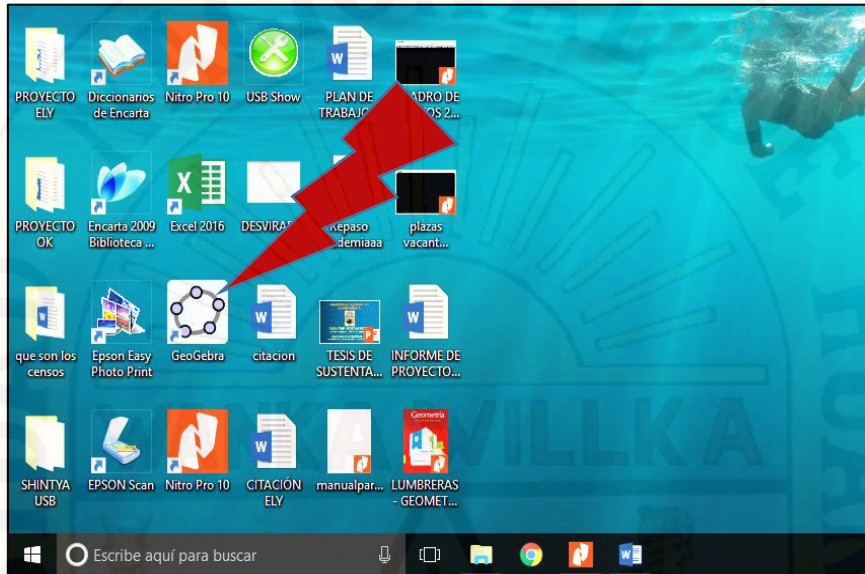 PROYECTO ELY
Diccionarios de Encarta
Nitro Pro 10
USB Show
PLAN DE TRABAJO
DE
OS 2...
PROYECTO OK
Encarta 2009 Biblioteca ...
Excel 2016
DESVIRA
Repaso
demiaaa
plazas vacant...
que son los censos
Epson Easy Photo Print
GeoGebra
citacion
TESIS DE SUSTENTA...
INFORME DE PROYECTO...
Geometría
SHINTYA USB
EPSON Scan
Nitro Pro 10
CITACIÓN ELY
manualpar...
LUMBRERAS - GEOMET...
WILLKA
Escribe aquí para buscar